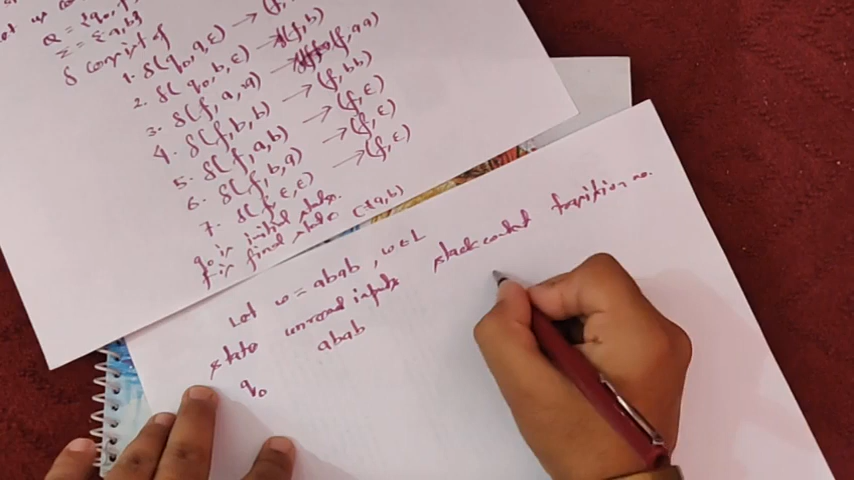 Q = {q₀, f,
Σ = {a, b}
δ consist of
1. δ(q₀, a, ε) → (f,
2. δ(q₀, b, ε) → (f, b)
3. δ(f, a, a) → (f, aa)
4. δ(f, b, b) → (f, bb)
5. δ(f, a, b) → (f, ε)
6. δ(f, b, a) → (f, ε)
7. δ(f, ε, ε) → (f, ε)
q₀ is initial state.
f is final state
Let w = abab, w ∈ L
state unread inputs stack content transition no.
q₀ abab